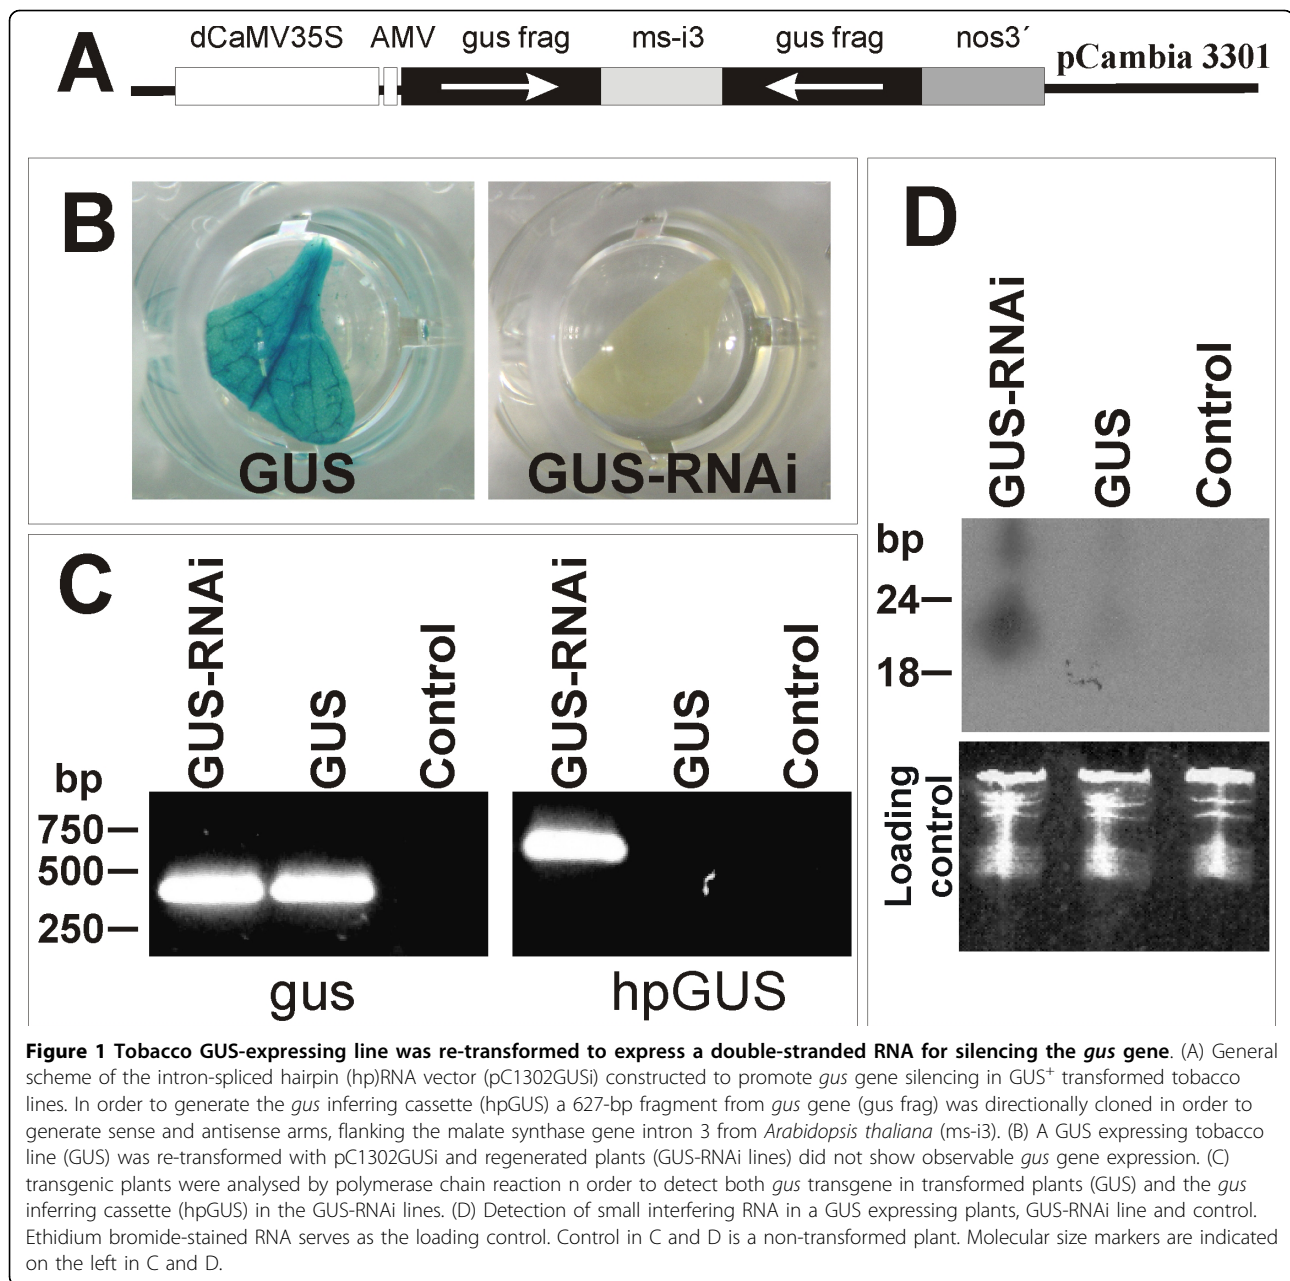 A
dCaMV35S AMV gus frag ms-i3 gus frag nos3´
pCambia 3301
B
GUS
GUS-RNAi
C
GUS-RNAi
GUS
Control
GUS-RNAi
GUS
Control
bp
750
500
250
gus
hpGUS
D
GUS-RNAi
GUS
Control
bp
24
18
Loading
control
Figure 1 Tobacco GUS-expressing line was re-transformed to express a double-stranded RNA for silencing the gus gene. (A) General
scheme of the intron-spliced hairpin (hp)RNA vector (pC1302GUSi) constructed to promote gus gene silencing in GUS+ transformed tobacco
lines. In order to generate the gus inferring cassette (hpGUS) a 627-bp fragment from gus gene (gus frag) was directionally cloned in order to
generate sense and antisense arms, flanking the malate synthase gene intron 3 from Arabidopsis thaliana (ms-i3). (B) A GUS expressing tobacco
line (GUS) was re-transformed with pC1302GUSi and regenerated plants (GUS-RNAi lines) did not show observable gus gene expression. (C)
transgenic plants were analysed by polymerase chain reaction n order to detect both gus transgene in transformed plants (GUS) and the gus
inferring cassette (hpGUS) in the GUS-RNAi lines. (D) Detection of small interfering RNA in a GUS expressing plants, GUS-RNAi line and control.
Ethidium bromide-stained RNA serves as the loading control. Control in C and D is a non-transformed plant. Molecular size markers are indicated
on the left in C and D.